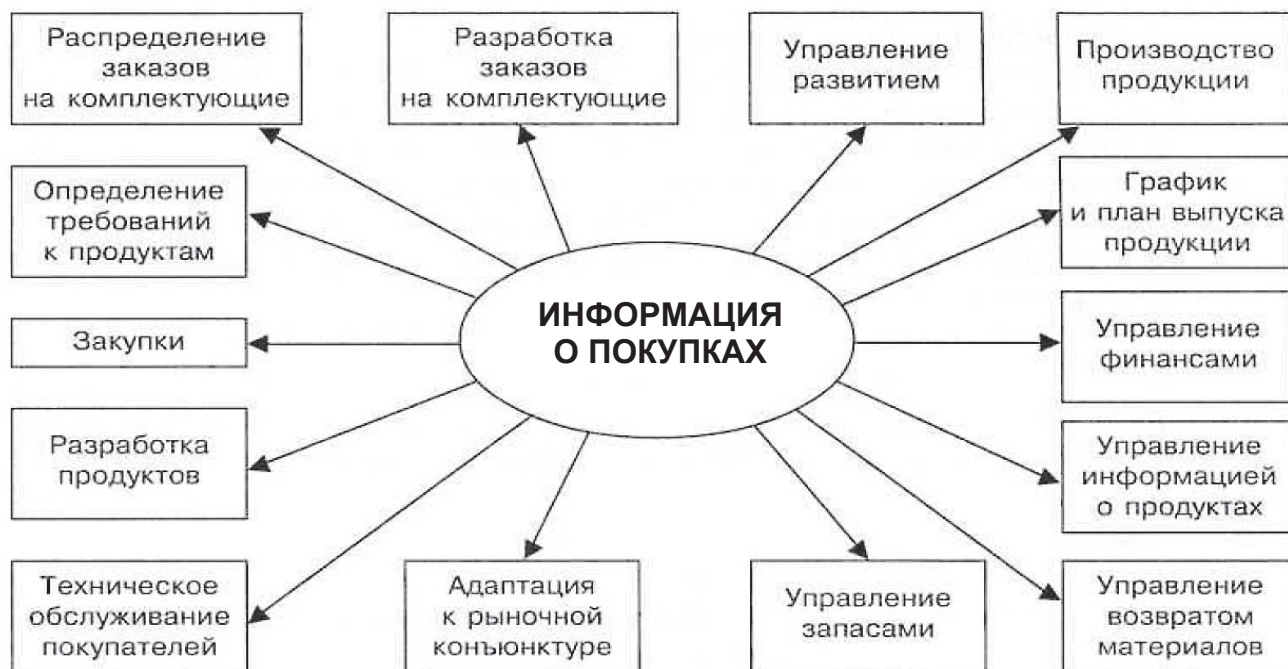 Распределение
заказов
на комплектующие
Разработка
заказов
на комплектующие
Управление
развитием
Производство
продукции
Определение
требований
к продуктам
График
и план выпуска
продукции
ИНФОРМАЦИЯ
О ПОКУПКАХ
Закупки
Управление
финансами
Разработка
продуктов
Управление
информацией
о продуктах
Техническое
обслуживание
покупателей
Адаптация
к рыночной
конъюнктуре
Управление
запасами
Управление
возвратом
материалов